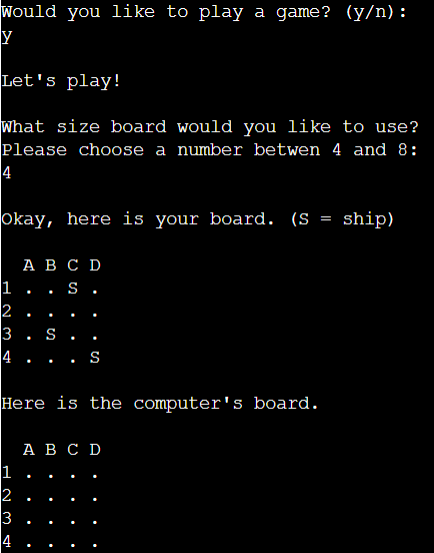 Would you like to play a game? (y/n):
y
Let's play!
What size board would you like to use?
Please choose a number betwen 4 and 8:
4
Okay, here is your board. (S = ship)
  A B C D
1 . . S .
2 . . . .
3 . S . .
4 . . . S
Here is the computer's board.
  A B C D
1 . . . .
2 . . . .
3 . . . .
4 . . . .